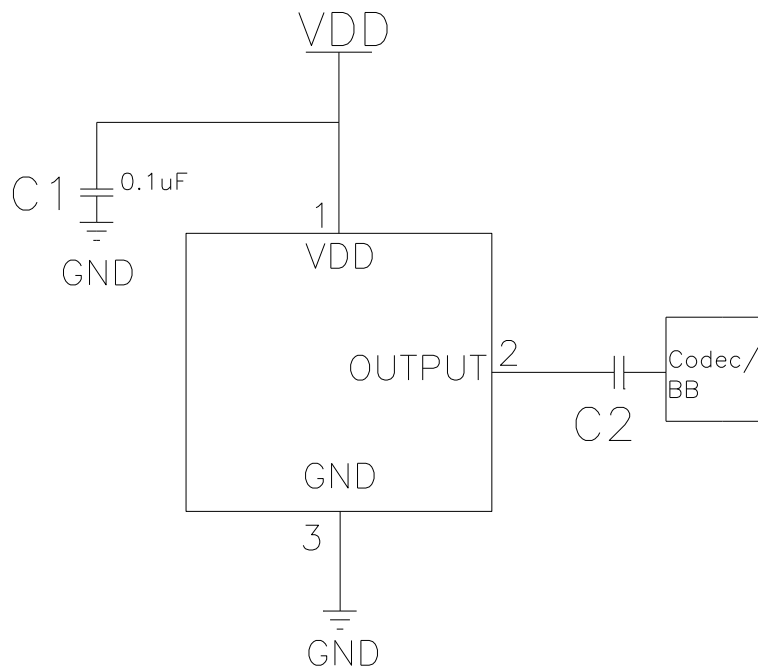 VDD
C1
0.1uF
GND
1
VDD
OUTPUT
2
C2
Codec/
BB
GND
3
GND